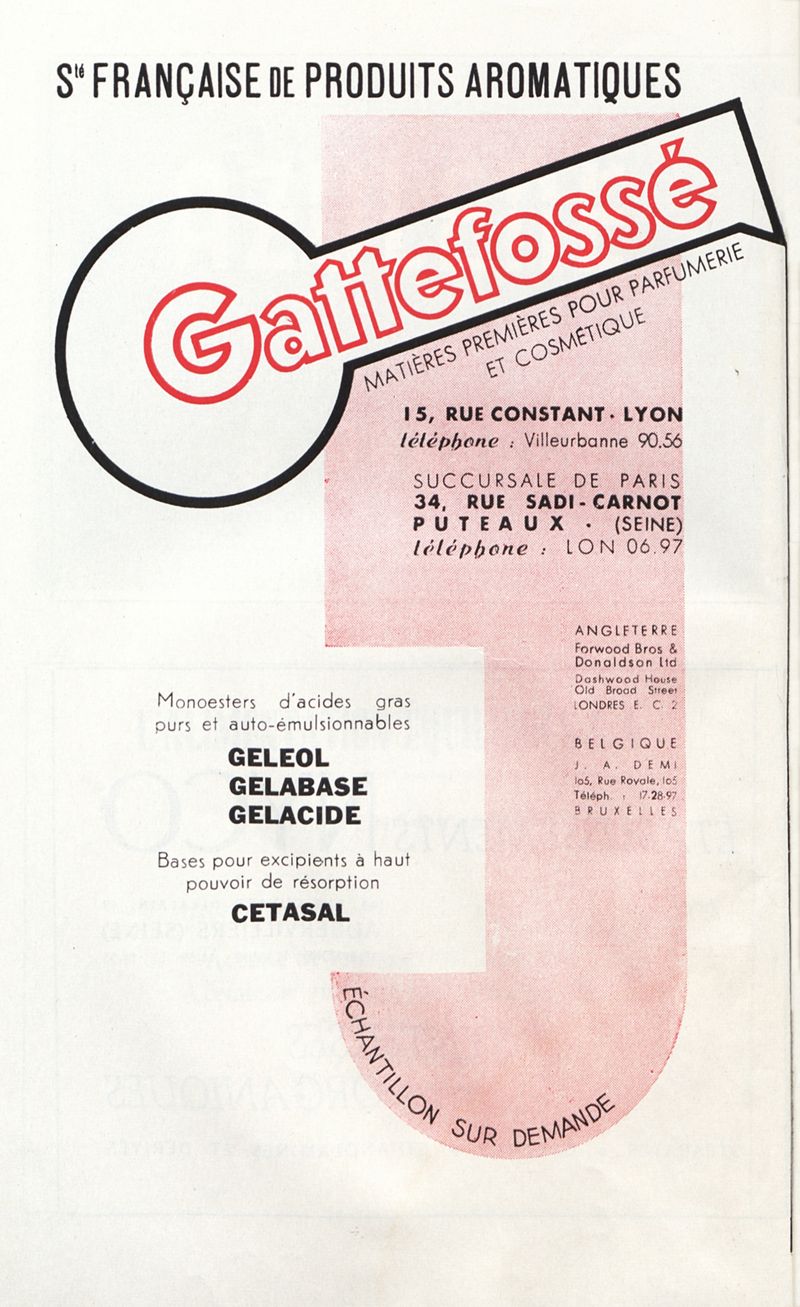 Sté FRANÇAISE DE PRODUITS AROMATIQUES
Gattefossé
MATIÈRES PREMIÈRES POUR PARFUMERIE
ET COSMÉTIQUE
15, RUE CONSTANT · LYON
téléphone : Villeurbanne 90.56
SUCCURSALE DE PARIS
34, RUE SADI-CARNOT
PUTEAUX · (SEINE)
téléphone : LON 06.97
ANGLETERRE
Forwood Bros &
Donaldson Ltd
Dashwood House
Old Broad Street
LONDRES E. C. 2
BELGIQUE
J. A. DEMI
105, Rue Royale, 105
Téléph. : 17-28-97
BRUXELLES
Monoesters d'acides gras
purs et auto-émulsionnables
GELEOL
GELABASE
GELACIDE
Bases pour excipients à haut
pouvoir de résorption
CETASAL
ÉCHANTILLON SUR DEMANDE